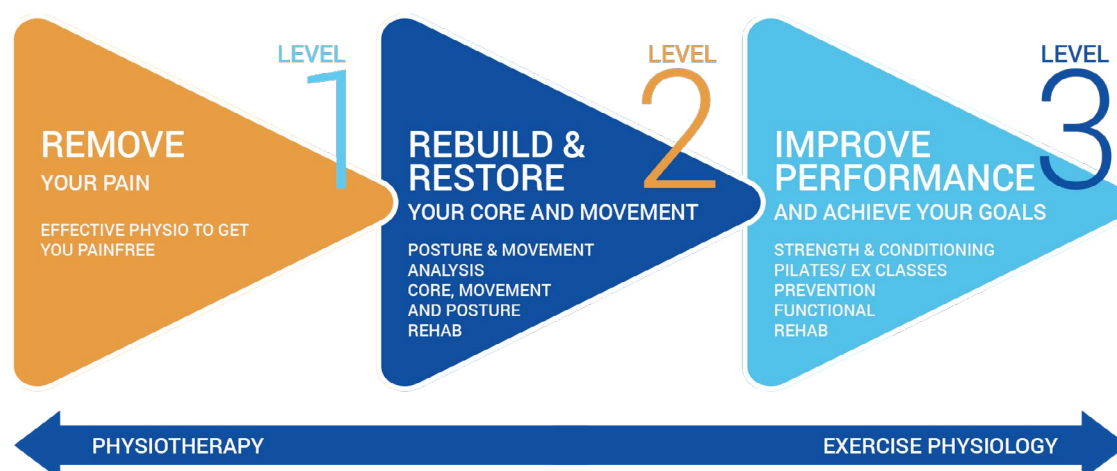 LEVEL
1
REMOVE
YOUR PAIN
EFFECTIVE PHYSIO TO GET
YOU PAINFREE
LEVEL
2
REBUILD &
RESTORE
YOUR CORE AND MOVEMENT
POSTURE & MOVEMENT
ANALYSIS
CORE, MOVEMENT
AND POSTURE
REHAB
LEVEL
3
IMPROVE
PERFORMANCE
AND ACHIEVE YOUR GOALS
STRENGTH & CONDITIONING
PILATES/ EX CLASSES
PREVENTION
FUNCTIONAL
REHAB
PHYSIOTHERAPY
EXERCISE PHYSIOLOGY